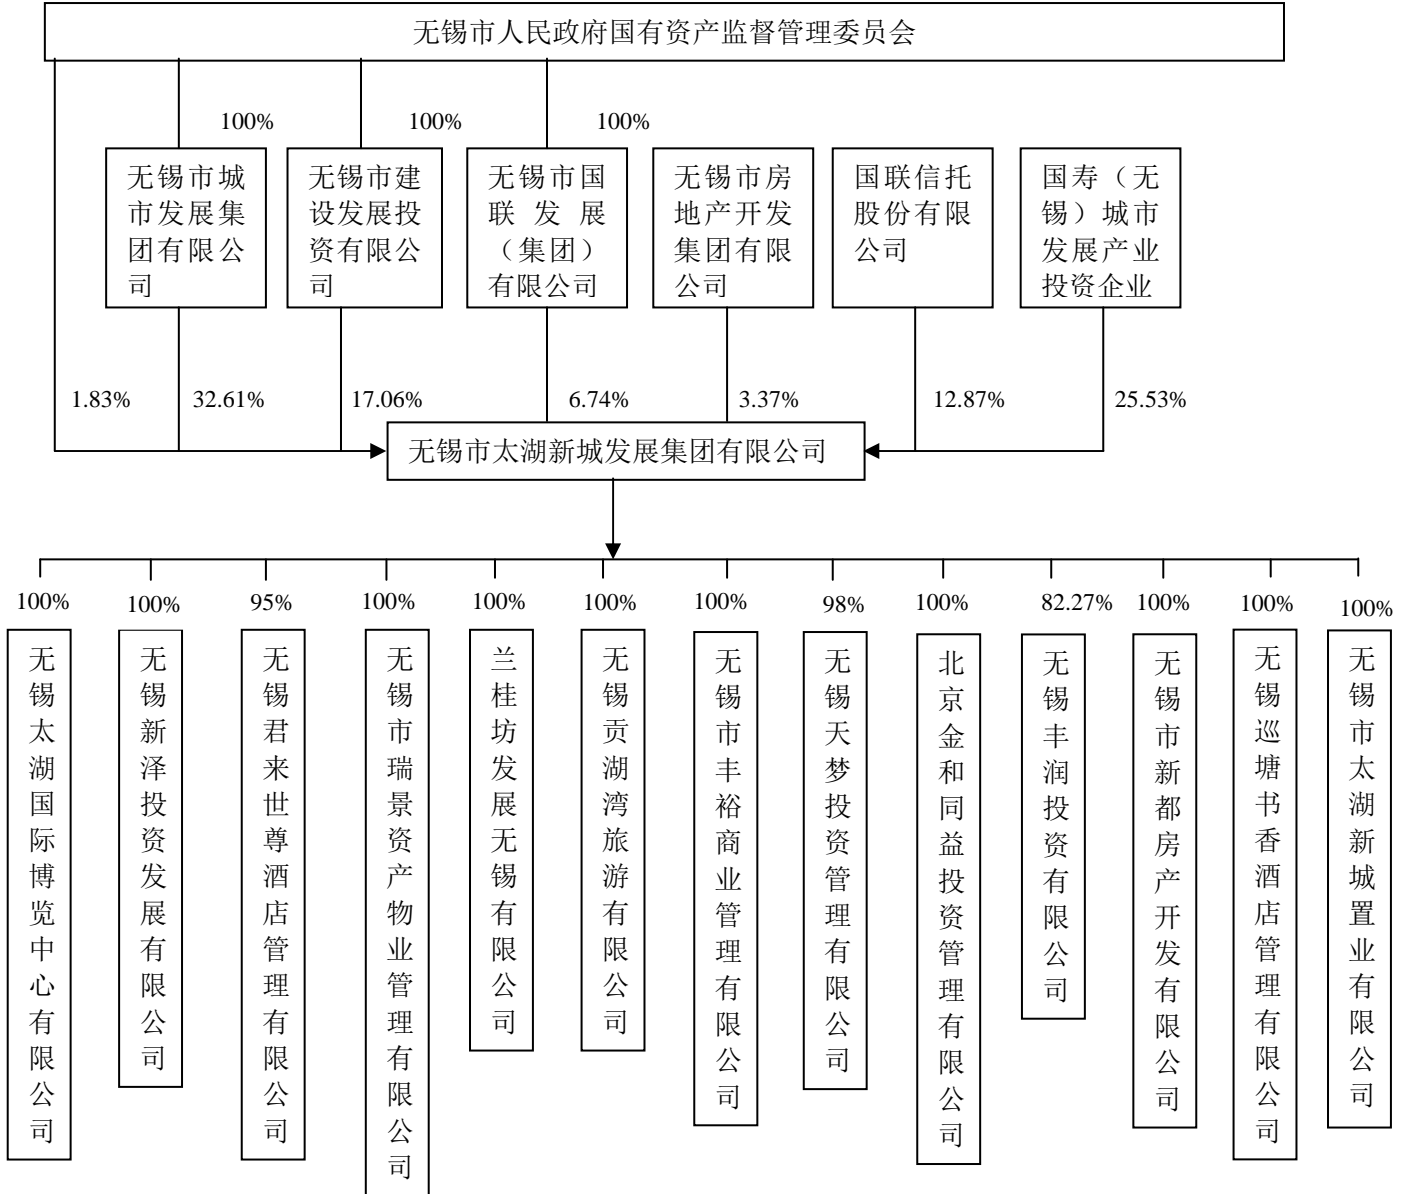 无锡市人民政府国有资产监督管理委员会
100%
100%
100%
无锡市城
市发展集
团有限公
司
无锡市建
设发展投
资有限公
司
无锡市国
联发展
（集团）
有限公司
无锡市房
地产开发
集团有限
公司
国联信托
股份有限
公司
国寿（无
锡）城市
发展产业
投资企业
1.83%
32.61%
17.06%
6.74%
3.37%
12.87%
25.53%
无锡市太湖新城发展集团有限公司
100%
100%
95%
100%
100%
100%
100%
98%
100%
82.27%
100%
100%
100%
无锡太湖国际博览中心有限公司
无锡新泽投资发展有限公司
无锡君来世尊酒店管理有限公司
无锡市瑞景资产物业管理有限公司
兰桂坊发展无锡有限公司
无锡贡湖湾旅游有限公司
无锡市丰裕商业管理有限公司
无锡天梦投资管理有限公司
北京金和同益投资管理有限公司
无锡丰润投资有限公司
无锡市新都房产开发有限公司
无锡巡塘书香酒店管理有限公司
无锡市太湖新城置业有限公司